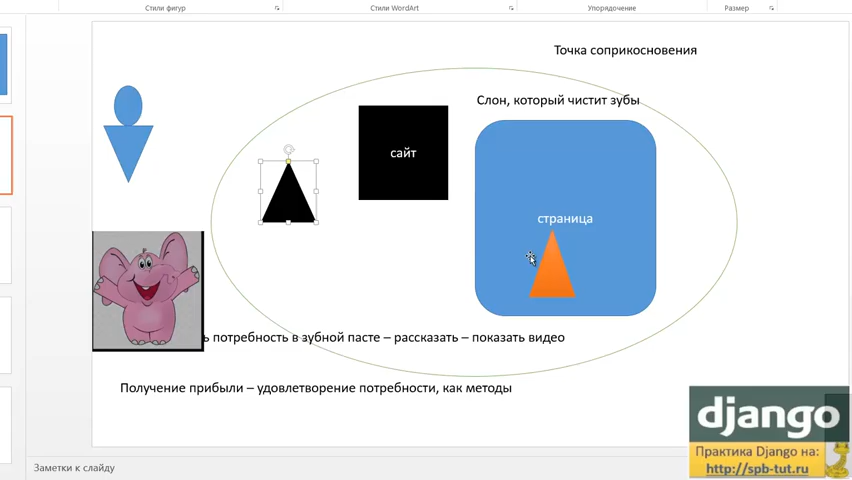 Стили фигур
Стили WordArt
Упорядочение
Размер
Точка соприкосновения
Слон, который чистит зубы
сайт
страница
потребность в зубной пасте – рассказать – показать видео
Получение прибыли – удовлетворение потребности, как методы
django
Практика Django на:
http://spb-tut.ru
Заметки к слайду